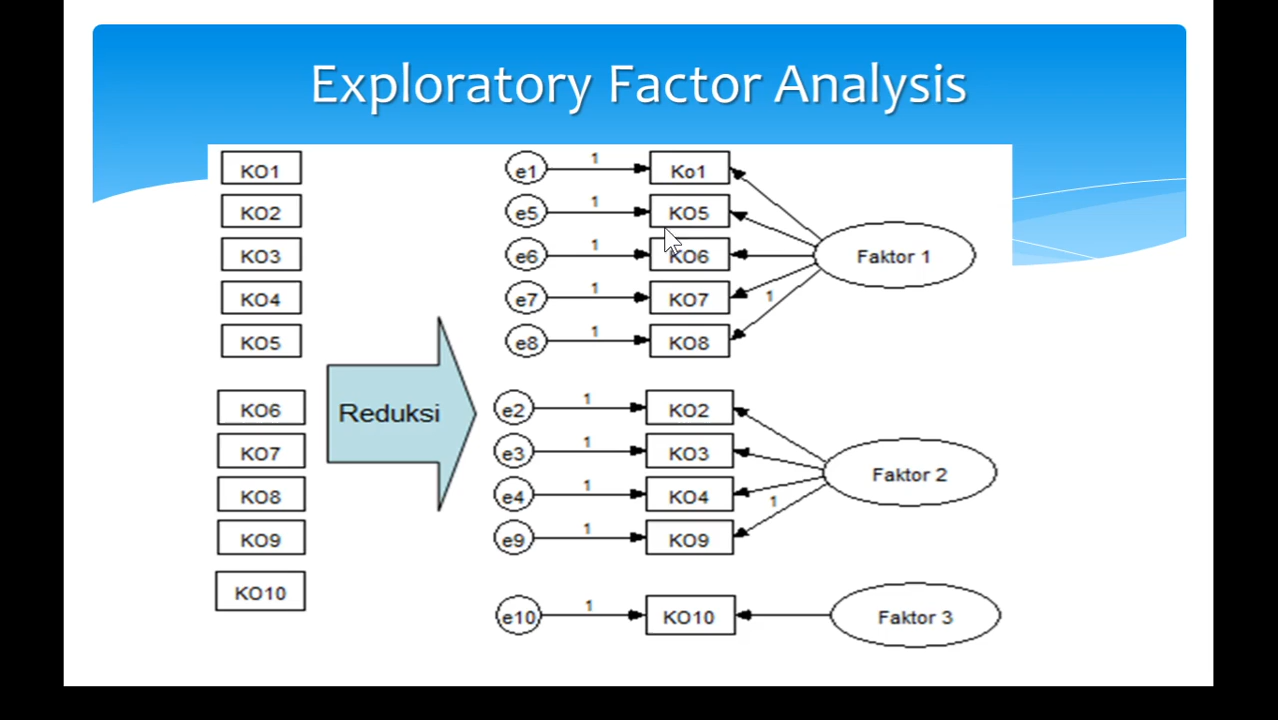 Exploratory Factor Analysis
KO1
KO2
KO3
KO4
KO5
KO6
KO7
KO8
KO9
KO10
Reduksi
e1 1 Ko1
e5 1 KO5
e6 1 KO6
e7 1 KO7
e8 1 KO8
1
Faktor 1
e2 1 KO2
e3 1 KO3
e4 1 KO4
e9 1 KO9
1
Faktor 2
e10 1 KO10
Faktor 3